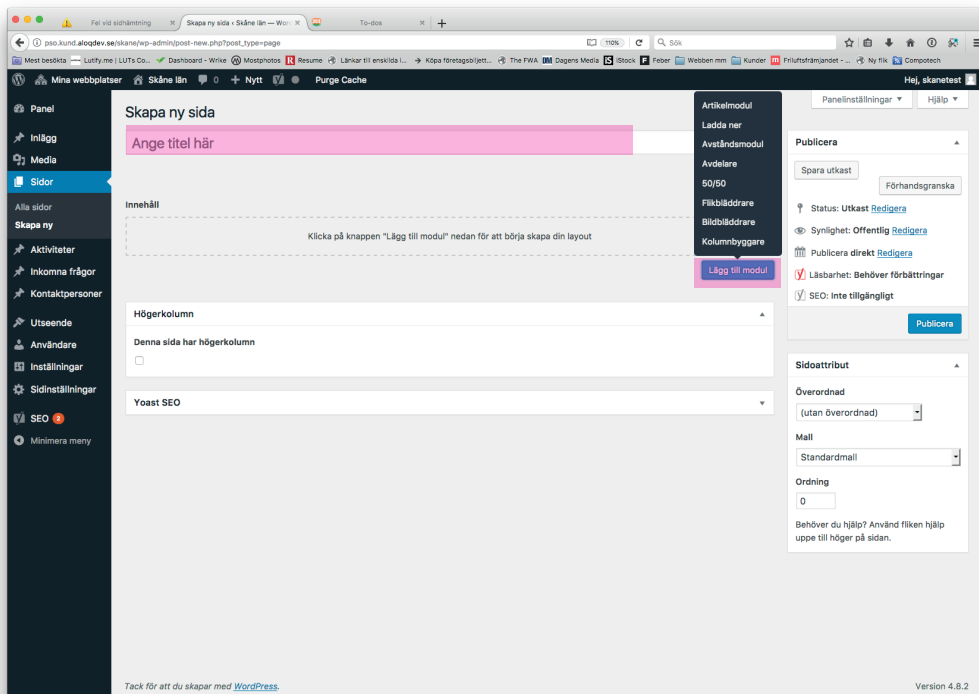 Fel vid sidhämtning
Skapa ny sida ‹ Skåne län — Worc
To-dos
pso.kund.aloqdev.se/skane/wp-admin/post-new.php?post_type=page
110%
Sök
Mest besökta
Lutify.me | LUTs Co...
Dashboard - Wrike
Mostphotos
Resume
Länkar till enskilda l...
Köpa företagsbiljett...
The FWA
Dagens Media
iStock
Feber
Webben mm
Kunder
Friluftsfrämjandet - ...
Ny flik
Compotech
Mina webbplatser
Skåne län
0
Nytt
Purge Cache
Hej, skanetest
Panel
Inlägg
Media
Sidor
Alla sidor
Skapa ny
Aktiviteter
Inkomna frågor
Kontaktpersoner
Utseende
Användare
Inställningar
Sidinställningar
SEO 2
Minimera meny
Panelinställningar
Hjälp
Skapa ny sida
Ange titel här
Innehåll
Klicka på knappen "Lägg till modul" nedan för att börja skapa din layout
Artikelmodul
Ladda ner
Avståndsmodul
Avdelare
50/50
Flikbläddrare
Bildbläddrare
Kolumnbyggare
Lägg till modul
Högerkolumn
Denna sida har högerkolumn
Yoast SEO
Publicera
Spara utkast
Förhandsgranska
Status: Utkast Redigera
Synlighet: Offentlig Redigera
Publicera direkt Redigera
Läsbarhet: Behöver förbättringar
SEO: Inte tillgängligt
Publicera
Sidoattribut
Överordnad
(utan överordnad)
Mall
Standardmall
Ordning
0
Behöver du hjälp? Använd fliken hjälp
uppe till höger på sidan.
Tack för att du skapar med WordPress.
Version 4.8.2